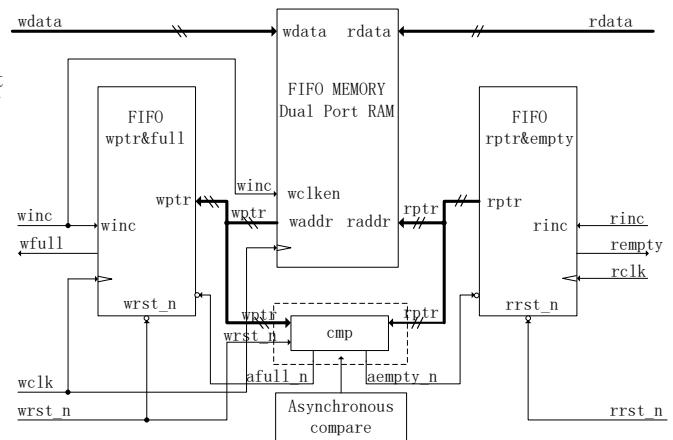 wdata
rdata
wdata rdata
t
FIFO MEMORY
Dual Port RAM
FIFO
wptr&full
FIFO
rptr&empty
winc
wclken
wptr
wptr
waddr raddr
rptr
rptr
winc
winc
rinc
rinc
wfull
rempty
rclk
wrst_n
rrst_n
wptr
rptr
wrst_n
cmp
wclk
afull_n
aempty_n
wrst_n
Asynchronous
compare
rrst_n